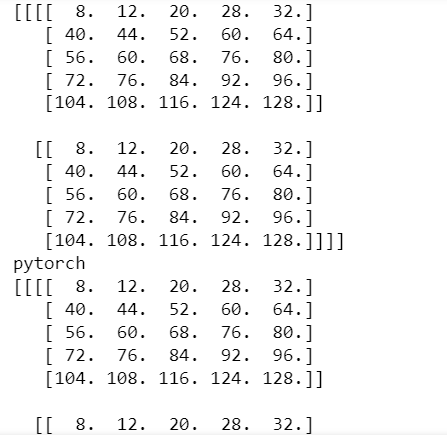 [[[[  8.  12.  20.  28.  32.]
[ 40.  44.  52.  60.  64.]
[ 56.  60.  68.  76.  80.]
[ 72.  76.  84.  92.  96.]
[104. 108. 116. 124. 128.]]
[[  8.  12.  20.  28.  32.]
[ 40.  44.  52.  60.  64.]
[ 56.  60.  68.  76.  80.]
[ 72.  76.  84.  92.  96.]
[104. 108. 116. 124. 128.]]]]
pytorch
[[[[  8.  12.  20.  28.  32.]
[ 40.  44.  52.  60.  64.]
[ 56.  60.  68.  76.  80.]
[ 72.  76.  84.  92.  96.]
[104. 108. 116. 124. 128.]]
[[  8.  12.  20.  28.  32.]